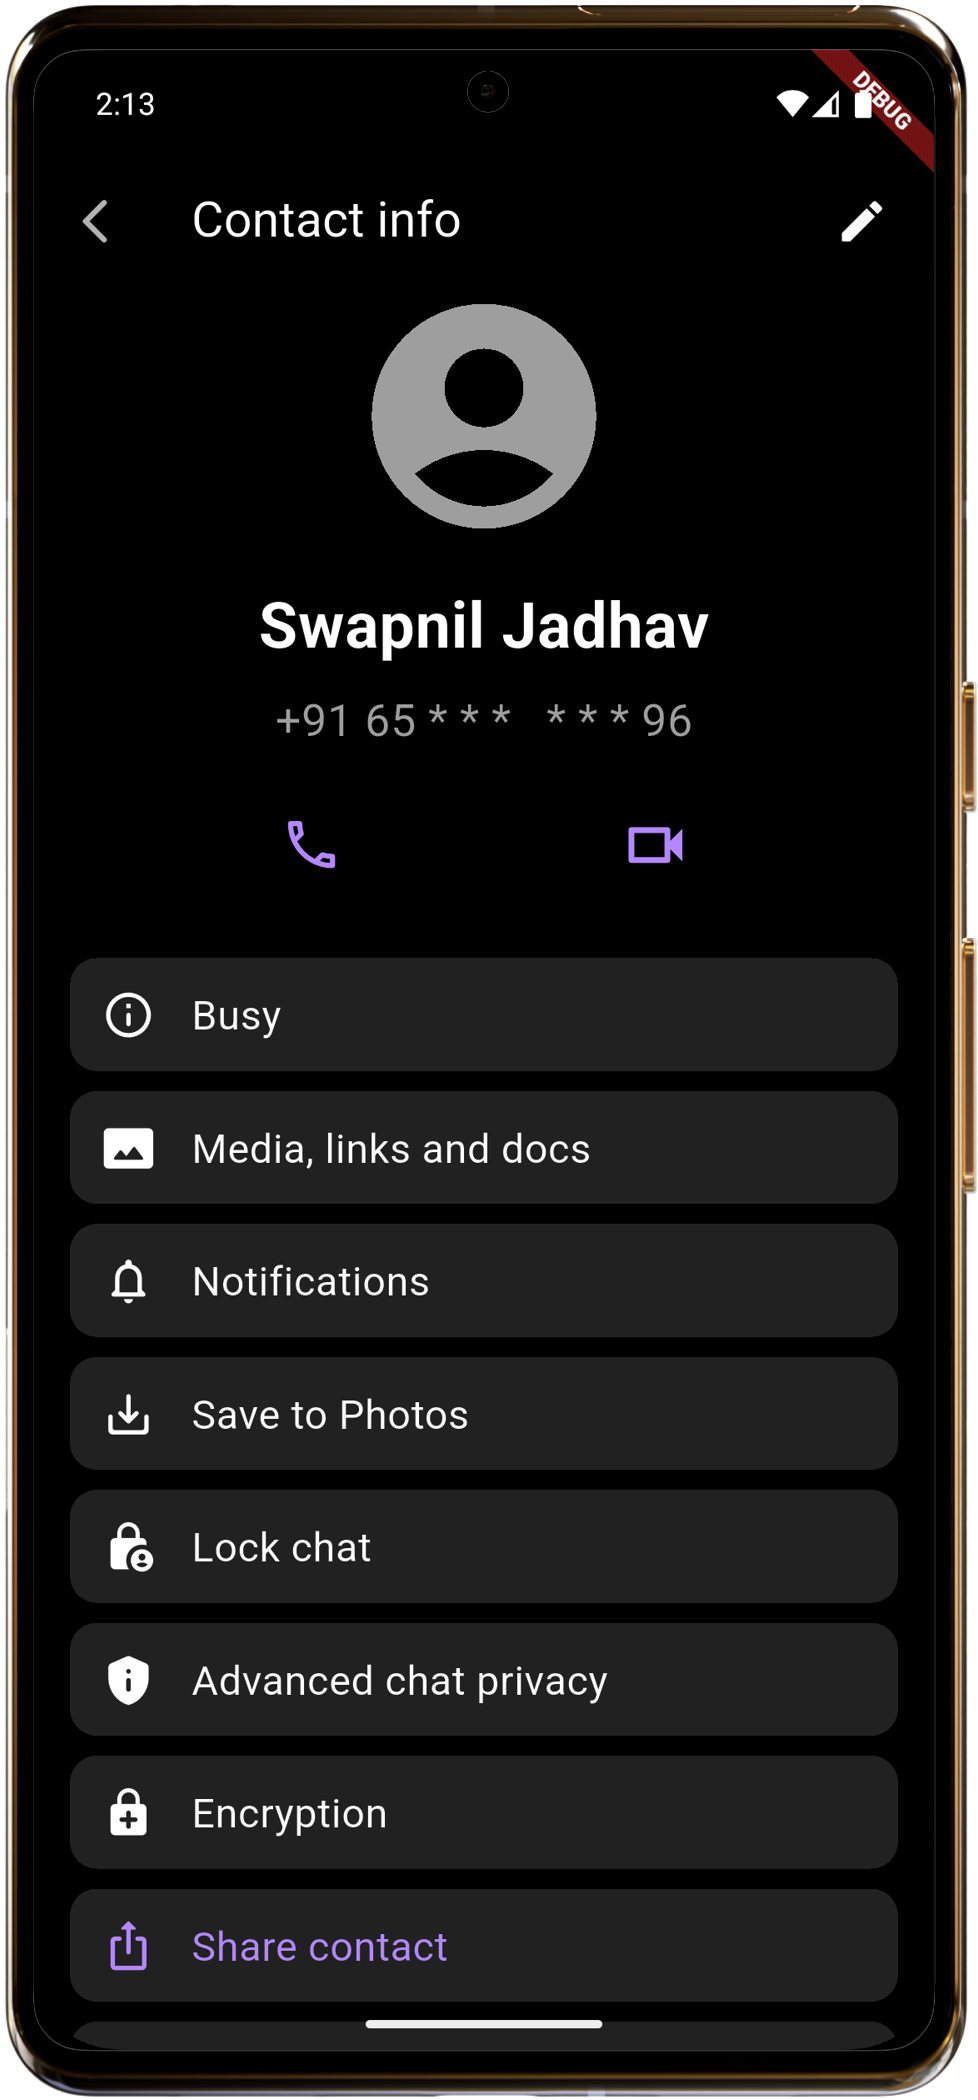 2:13
DEBUG
Contact info
Swapnil Jadhav
+91 65 * * *   * * * 96
Busy
Media, links and docs
Notifications
Save to Photos
Lock chat
Advanced chat privacy
Encryption
Share contact